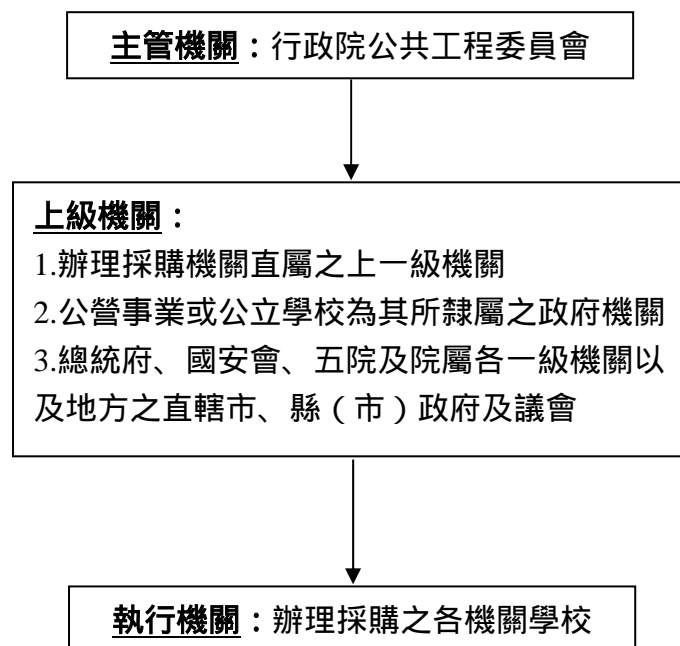 主管機關：行政院公共工程委員會
上級機關：
1.辦理採購機關直屬之上一級機關
2.公營事業或公立學校為其所隸屬之政府機關
3.總統府、國安會、五院及院屬各一級機關以
及地方之直轄市、縣（市）政府及議會
執行機關：辦理採購之各機關學校